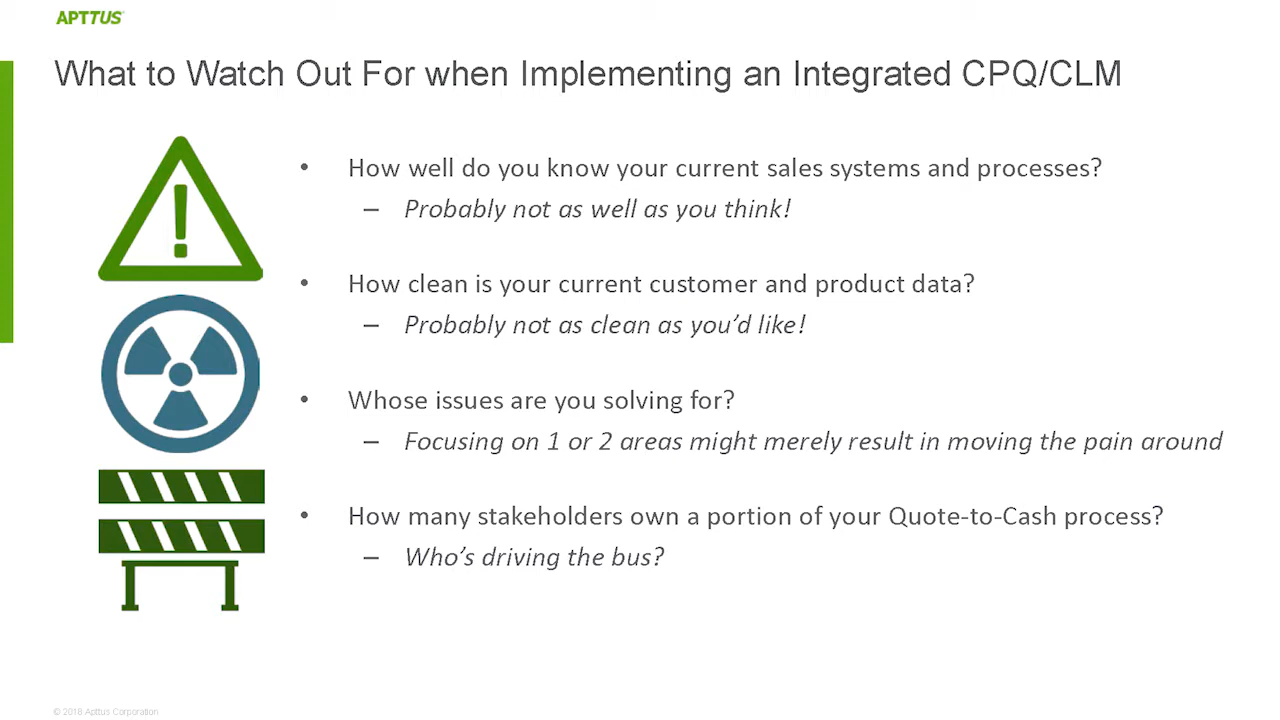 APTTUS
What to Watch Out For when Implementing an Integrated CPQ/CLM
• How well do you know your current sales systems and processes?
– Probably not as well as you think!
• How clean is your current customer and product data?
– Probably not as clean as you’d like!
• Whose issues are you solving for?
– Focusing on 1 or 2 areas might merely result in moving the pain around
• How many stakeholders own a portion of your Quote-to-Cash process?
– Who’s driving the bus?
© 2018 Apttus Corporation